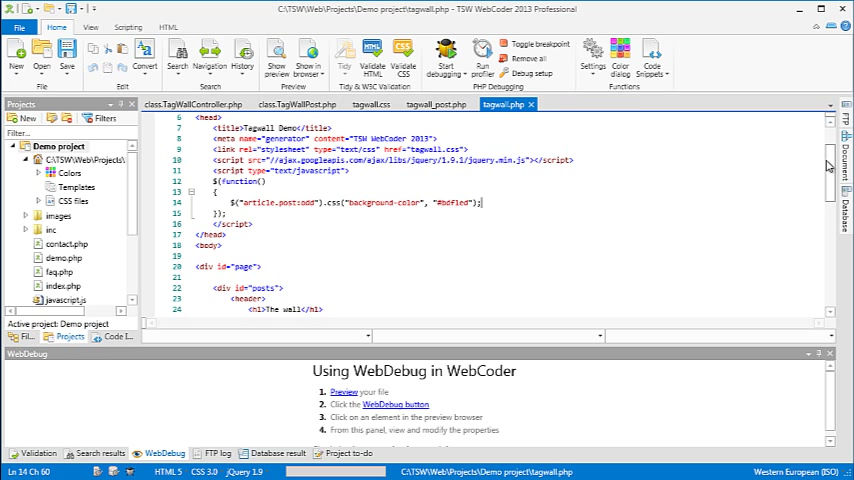 C:\TSW\Web\Projects\Demo project\tagwall.php - TSW WebCoder 2013 Professional
File Home View Scripting HTML
New Open Save Convert Search Navigation History Show preview Show in browser Tidy Validate HTML Validate CSS Start debugging Run profiler Toggle breakpoint Remove all Debug setup Settings Color dialog Code Snippets
File Edit Search Preview Tidy & W3C Validation PHP Debugging Functions
Projects
class.TagWallController.php class.TagWallPost.php tagwall.css tagwall_post.php tagwall.php
New Filters
Filter...
Demo project
C:\TSW\Web\Projects\
Colors
Templates
CSS files
images
inc
contact.php
demo.php
faq.php
index.php
javascript.js
Active project: Demo project
Fil... Projects Code I...
6 <head>
7 <title>Tagwall Demo</title>
8 <meta name="generator" content="TSW WebCoder 2013">
9 <link rel="stylesheet" type="text/css" href="tagwall.css">
10 <script src="//ajax.googleapis.com/ajax/libs/jquery/1.9.1/jquery.min.js"></script>
11 <script type="text/javascript">
12 $(function()
13 {
14 $("article.post:odd").css("background-color", "#bdf1ed");
15 });
16 </script>
17 </head>
18 <body>
19
20 <div id="page">
21
22 <div id="posts">
23 <header>
24 <h1>The wall</h1>
FTP
Document
Database
WebDebug
Using WebDebug in WebCoder
1. Preview your file
2. Click the WebDebug button
3. Click on an element in the preview browser
4. From this panel, view and modify the properties
Validation Search results WebDebug FTP log Database result Project to-do
Ln 14 Ch 60 HTML 5 CSS 3.0 jQuery 1.9 C:\TSW\Web\Projects\Demo project\tagwall.php Western European (ISO)